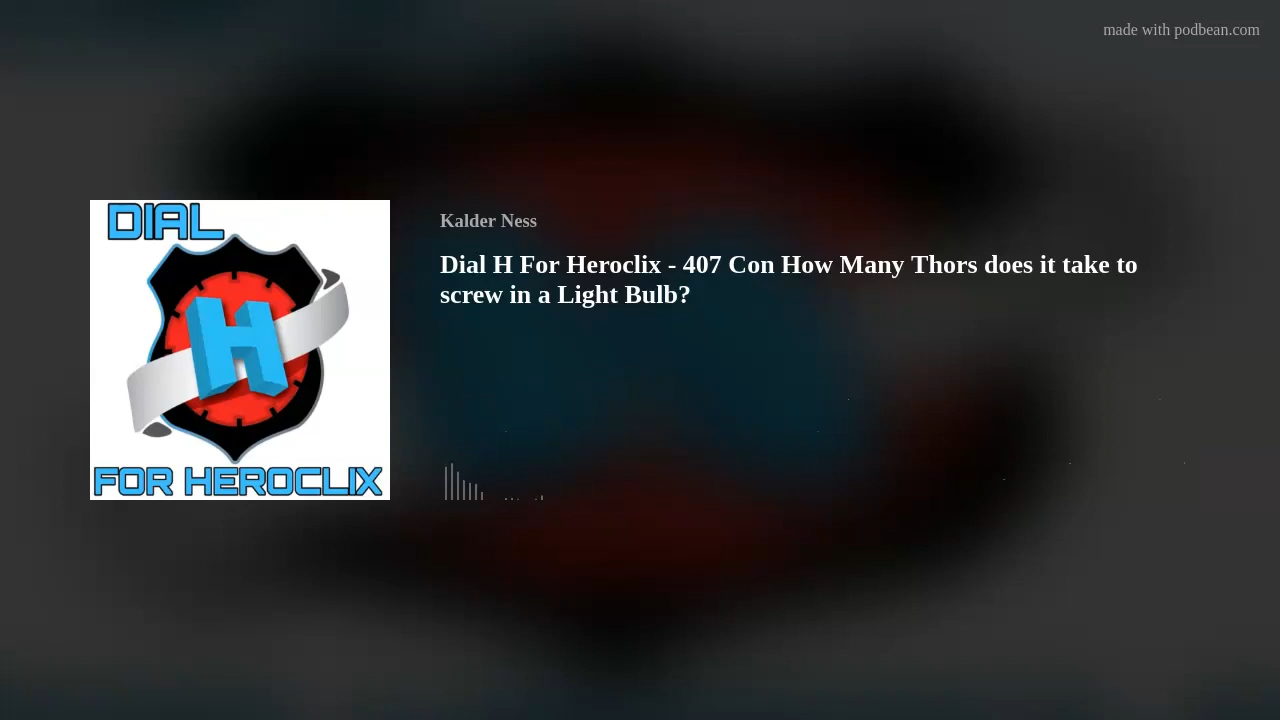 made with podbean.com
DIAL
H
FOR HEROCLIX
Kalder Ness
Dial H For Heroclix - 407 Con How Many Thors does it take to
screw in a Light Bulb?